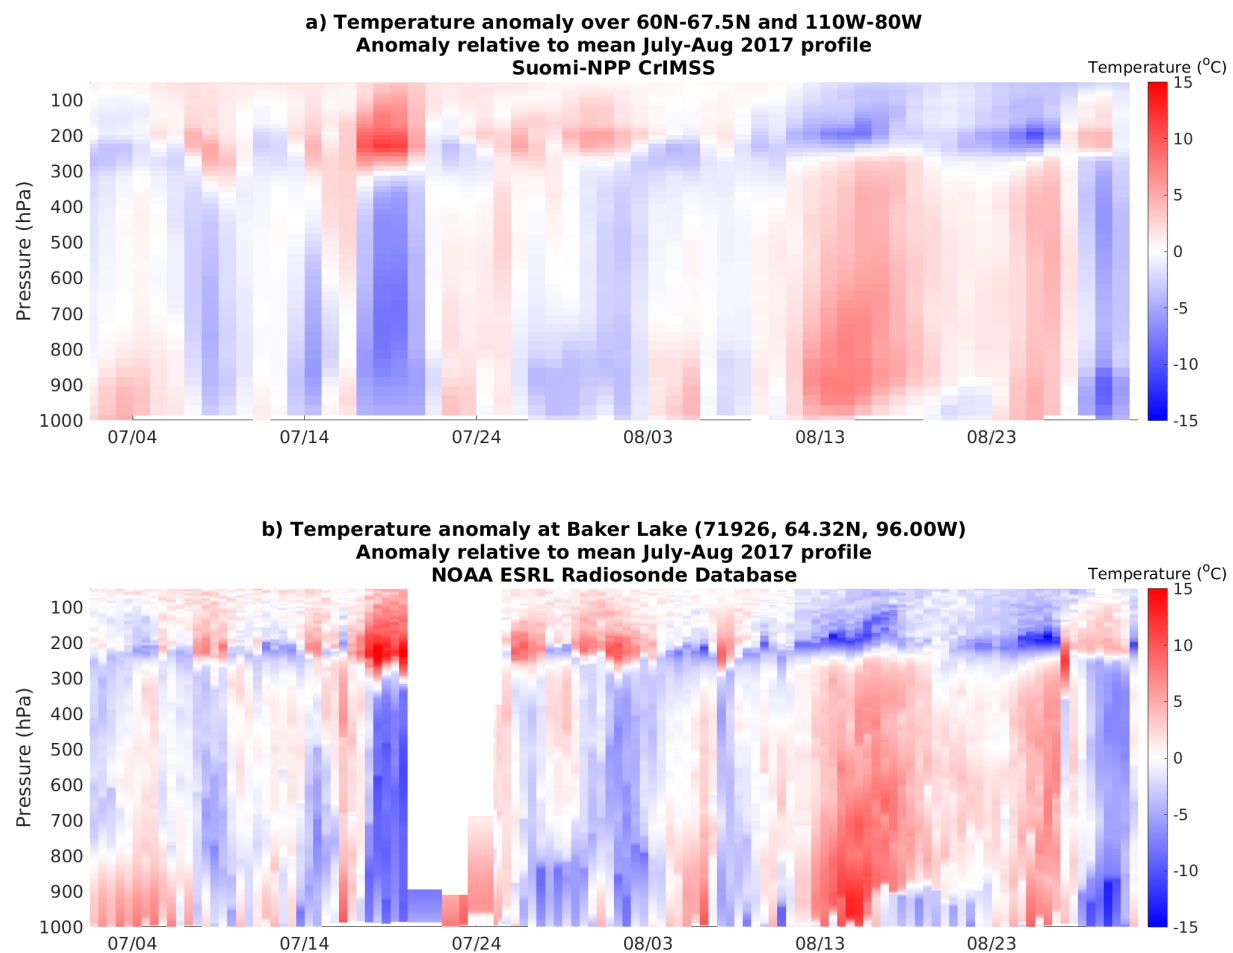 a) Temperature anomaly over 60N-67.5N and 110W-80W
Anomaly relative to mean July-Aug 2017 profile
Suomi-NPP CrIMSS
Temperature (°C)
Pressure (hPa)
100
200
300
400
500
600
700
800
900
1000
07/04 07/14 07/24 08/03 08/13 08/23
15
10
5
0
-5
-10
-15
b) Temperature anomaly at Baker Lake (71926, 64.32N, 96.00W)
Anomaly relative to mean July-Aug 2017 profile
NOAA ESRL Radiosonde Database
Temperature (°C)
Pressure (hPa)
100
200
300
400
500
600
700
800
900
1000
07/04 07/14 07/24 08/03 08/13 08/23
15
10
5
0
-5
-10
-15